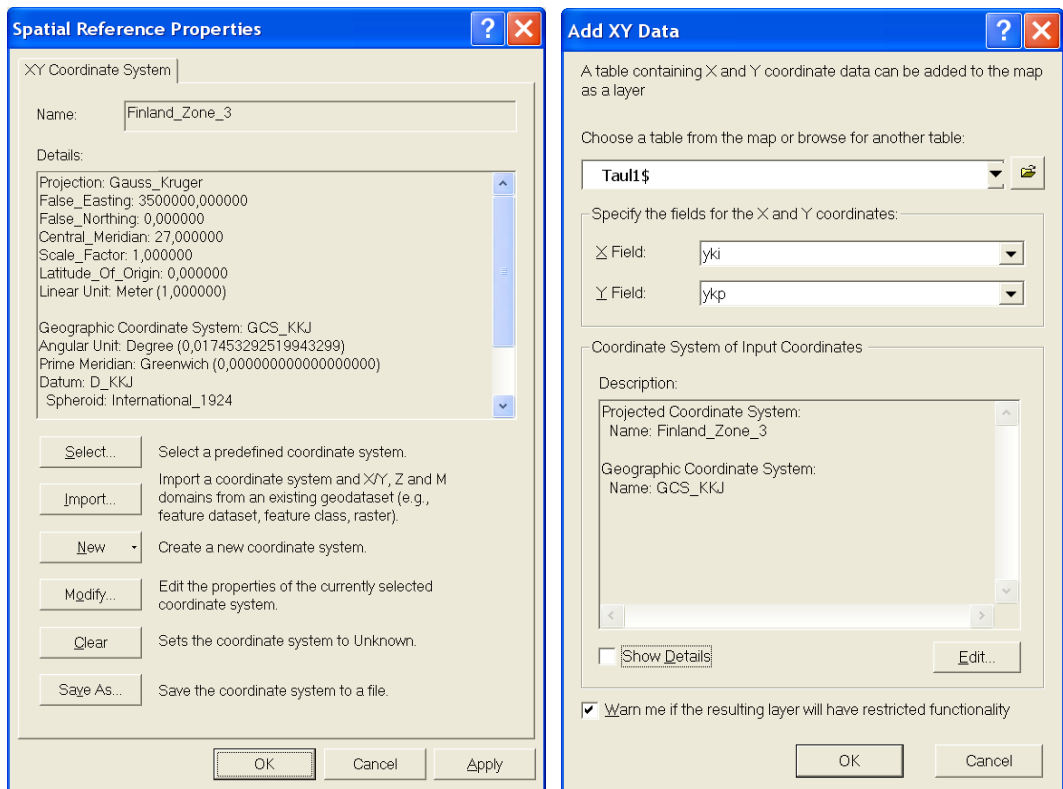 Spatial Reference Properties
XY Coordinate System
Name: Finland_Zone_3
Details:
Projection: Gauss_Kruger
False_Easting: 3500000,000000
False_Northing: 0,000000
Central_Meridian: 27,000000
Scale_Factor: 1,000000
Latitude_Of_Origin: 0,000000
Linear Unit: Meter (1,000000)
Geographic Coordinate System: GCS_KKJ
Angular Unit: Degree (0,017453292519943299)
Prime Meridian: Greenwich (0,000000000000000000)
Datum: D_KKJ
Spheroid: International_1924
Select... Select a predefined coordinate system.
Import... Import a coordinate system and X/Y, Z and M
domains from an existing geodataset (e.g.,
feature dataset, feature class, raster).
New Create a new coordinate system.
Modify... Edit the properties of the currently selected
coordinate system.
Clear Sets the coordinate system to Unknown.
Save As... Save the coordinate system to a file.
OK Cancel Apply
Add XY Data
A table containing X and Y coordinate data can be added to the map
as a layer
Choose a table from the map or browse for another table:
Taul1$
Specify the fields for the X and Y coordinates:
X Field: yki
Y Field: ykp
Coordinate System of Input Coordinates
Description:
Projected Coordinate System:
Name: Finland_Zone_3
Geographic Coordinate System:
Name: GCS_KKJ
Show Details Edit...
Warn me if the resulting layer will have restricted functionality
OK Cancel